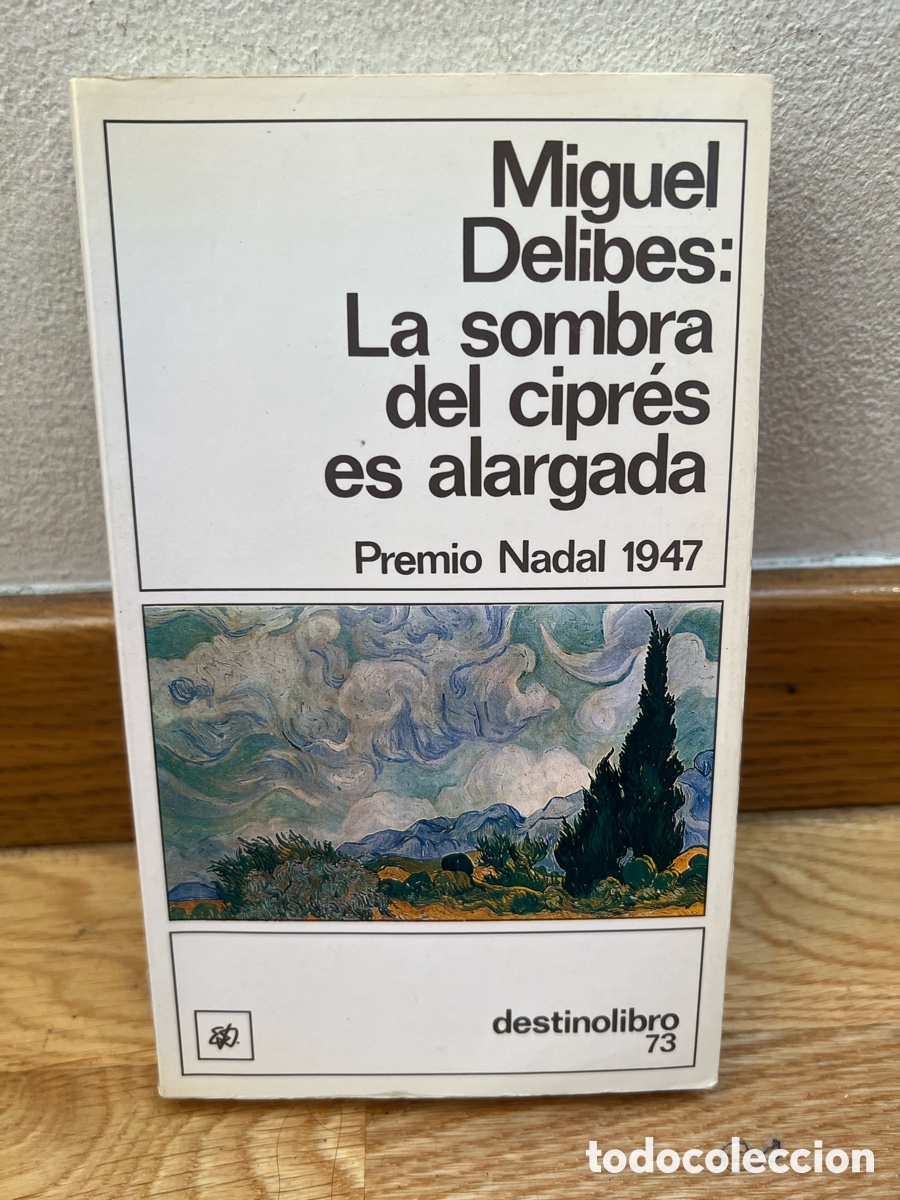 Miguel
Delibes:
La sombra
del ciprés
es alargada
Premio Nadal 1947
destinolibro
73
todocoleccion